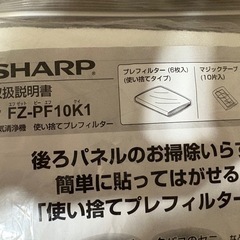 SHARP
取扱説明書
FZ-PF10K1
気清浄機 使い捨てプレフィルター
プレフィルター(6枚入)
(使い捨てタイプ)
マジックテープ
(10片入)
後ろパネルのお掃除いらず
簡単に貼ってはがせる
「使い捨てプレフィルター